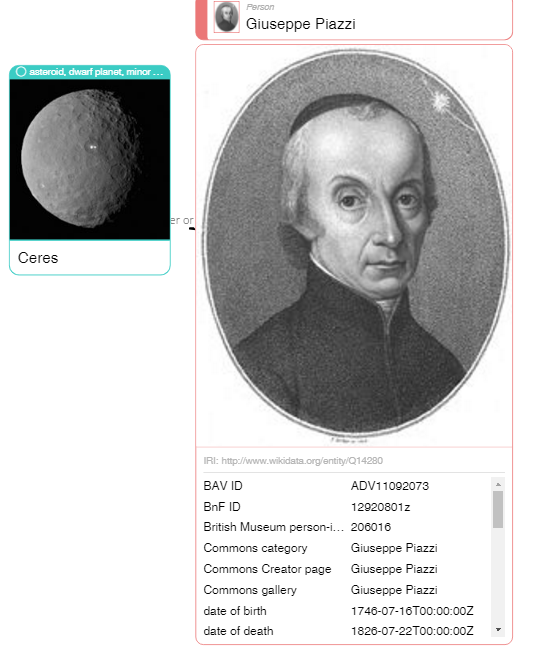 Person
Giuseppe Piazzi
asteroid, dwarf planet, minor ...
er or
Ceres
IRI: http://www.wikidata.org/entity/Q14280
BAV ID ADV11092073
BnF ID 12920801z
British Museum person-i... 206016
Commons category Giuseppe Piazzi
Commons Creator page Giuseppe Piazzi
Commons gallery Giuseppe Piazzi
date of birth 1746-07-16T00:00:00Z
date of death 1826-07-22T00:00:00Z